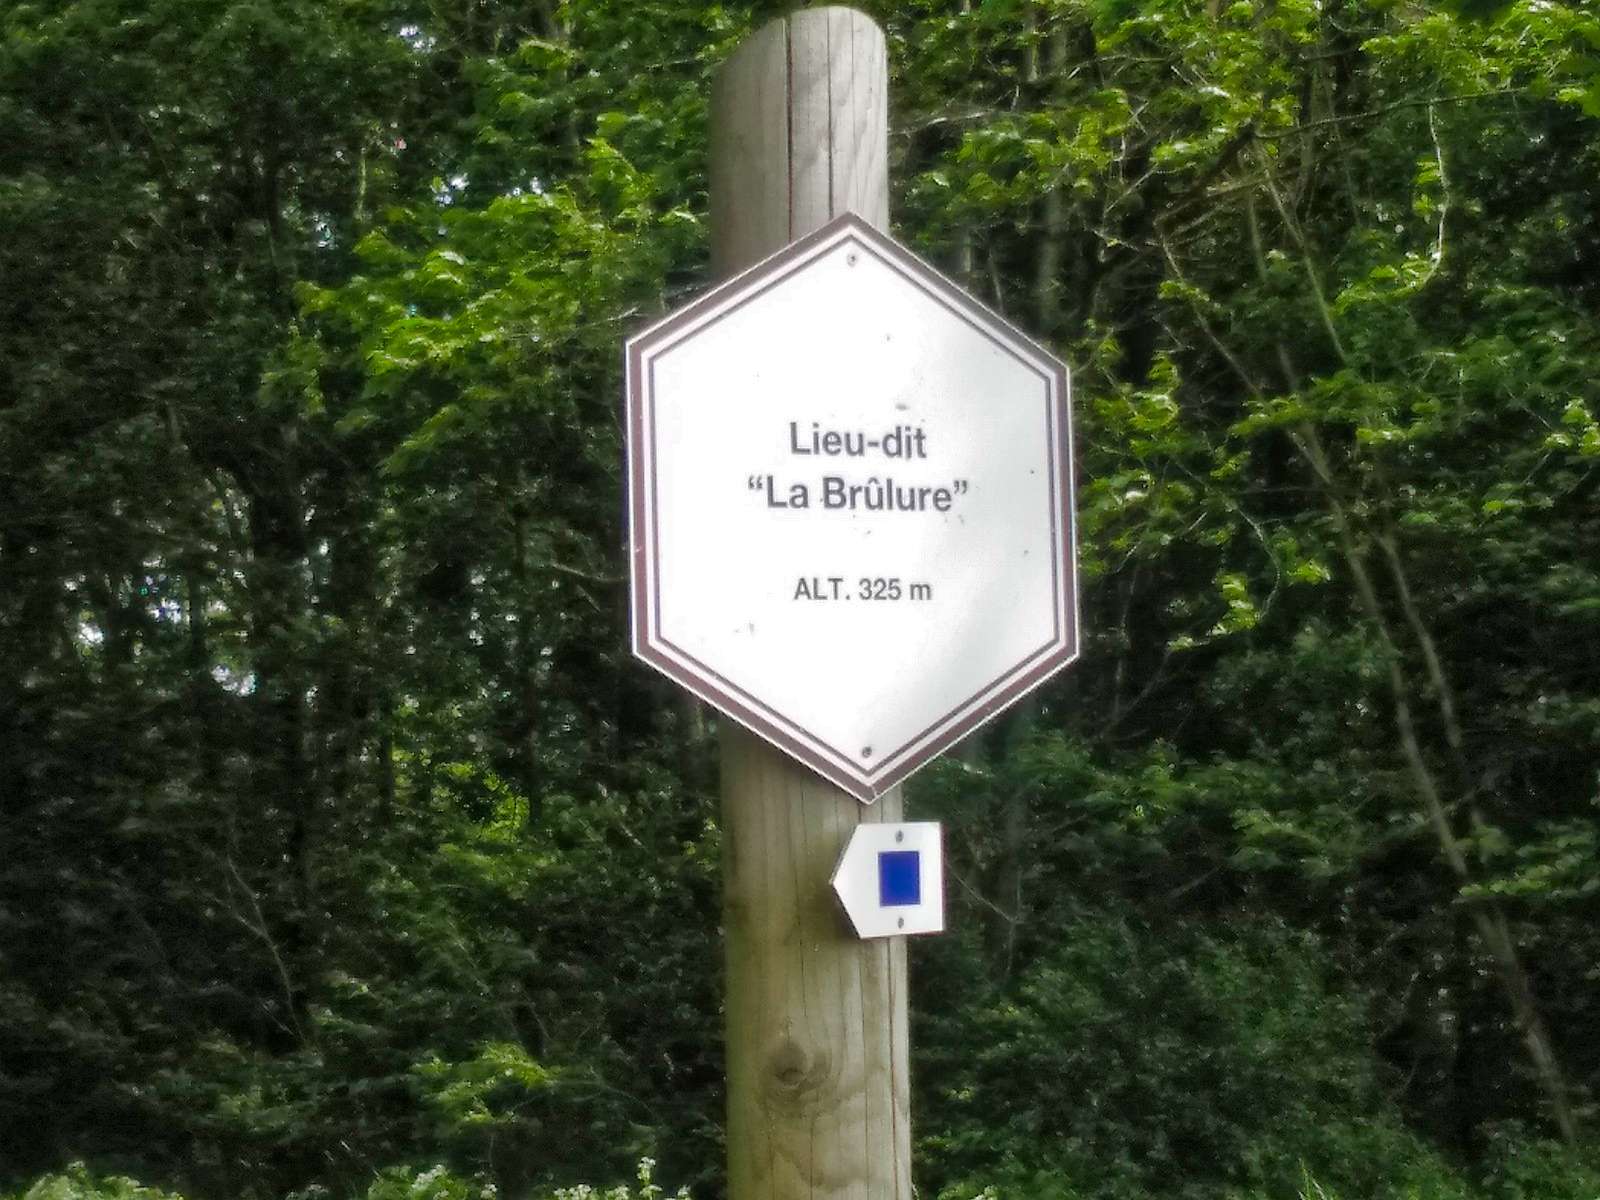 Lieu-dit
“La Brûlure”
ALT. 325 m